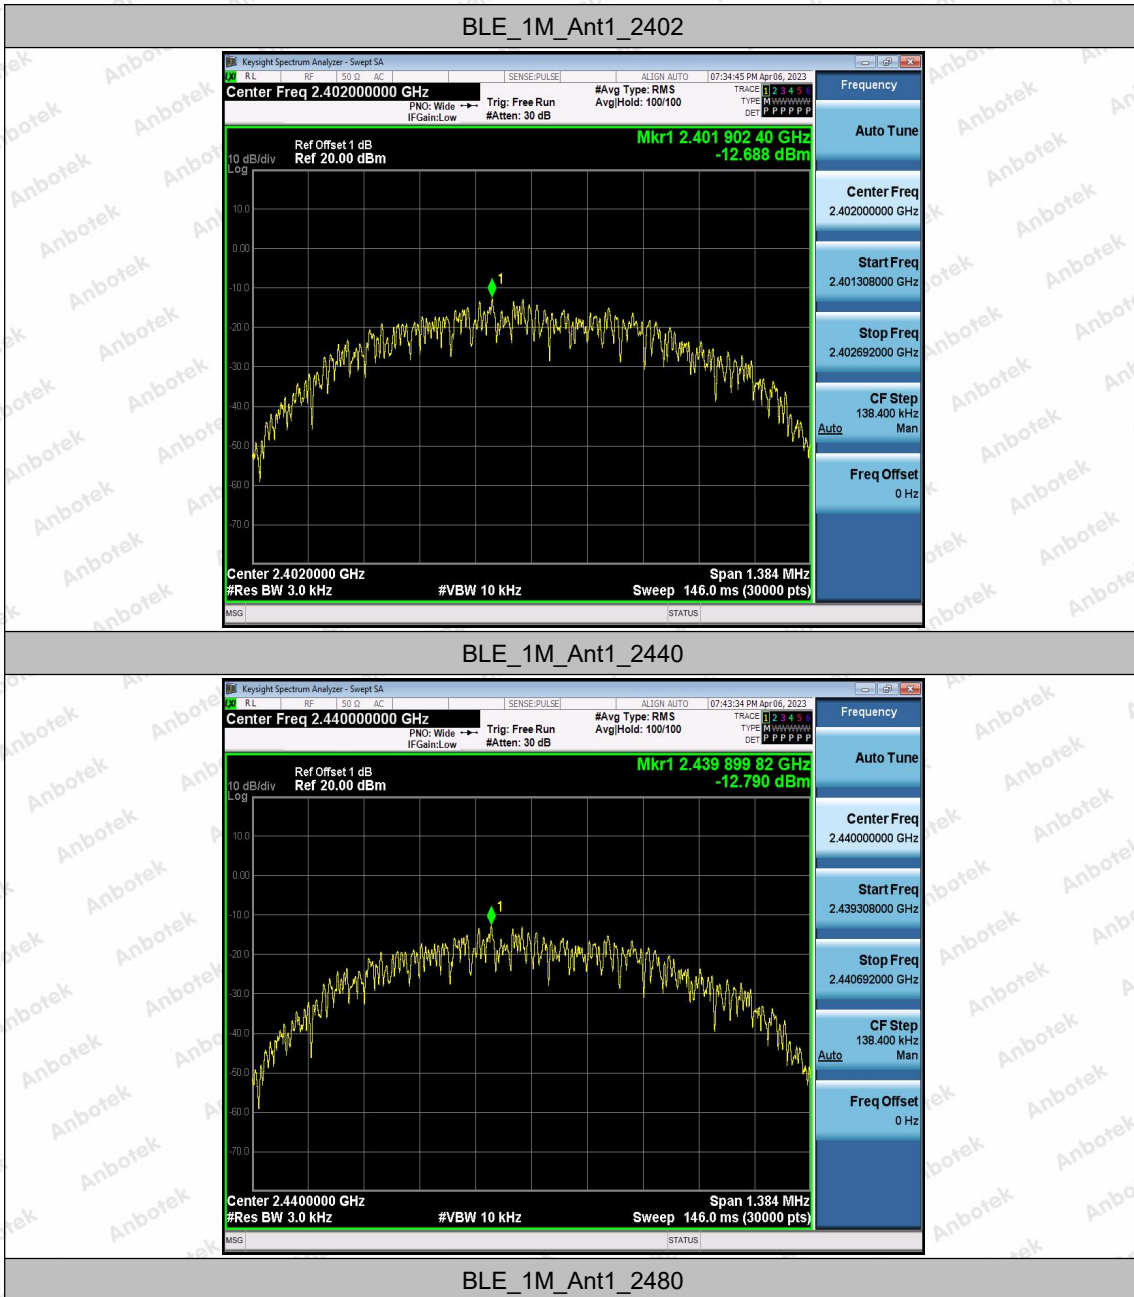 BLE_1M_Ant1_2402
Keysight Spectrum Analyzer - Swept SA
LXI RL RF 50 Ω AC SENSE:PULSE ALIGN AUTO 07:34:45 PM Apr 06, 2023
Center Freq 2.402000000 GHz
PNO: Wide
IFGain:Low
Trig: Free Run
#Atten: 30 dB
#Avg Type: RMS
Avg|Hold: 100/100
TRACE 1 2 3 4 5 6
TYPE M WWWWW
DET P P P P P P
Ref Offset 1 dB
10 dB/div Ref 20.00 dBm
Log
Mkr1 2.401 902 40 GHz
-12.688 dBm
10.0
0.00
-10.0
-20.0
-30.0
-40.0
-50.0
-60.0
-70.0
1
Center 2.4020000 GHz Span 1.384 MHz
#Res BW 3.0 kHz #VBW 10 kHz Sweep 146.0 ms (30000 pts)
MSG STATUS
Frequency
Auto Tune
Center Freq
2.402000000 GHz
Start Freq
2.401308000 GHz
Stop Freq
2.402692000 GHz
CF Step
138.400 kHz
Auto Man
Freq Offset
0 Hz
BLE_1M_Ant1_2440
Keysight Spectrum Analyzer - Swept SA
LXI RL RF 50 Ω AC SENSE:PULSE ALIGN AUTO 07:43:34 PM Apr 06, 2023
Center Freq 2.440000000 GHz
PNO: Wide
IFGain:Low
Trig: Free Run
#Atten: 30 dB
#Avg Type: RMS
Avg|Hold: 100/100
TRACE 1 2 3 4 5 6
TYPE M WWWWW
DET P P P P P P
Ref Offset 1 dB
10 dB/div Ref 20.00 dBm
Log
Mkr1 2.439 899 82 GHz
-12.790 dBm
10.0
0.00
-10.0
-20.0
-30.0
-40.0
-50.0
-60.0
-70.0
1
Center 2.4400000 GHz Span 1.384 MHz
#Res BW 3.0 kHz #VBW 10 kHz Sweep 146.0 ms (30000 pts)
MSG STATUS
Frequency
Auto Tune
Center Freq
2.440000000 GHz
Start Freq
2.439308000 GHz
Stop Freq
2.440692000 GHz
CF Step
138.400 kHz
Auto Man
Freq Offset
0 Hz
BLE_1M_Ant1_2480
Anbotek